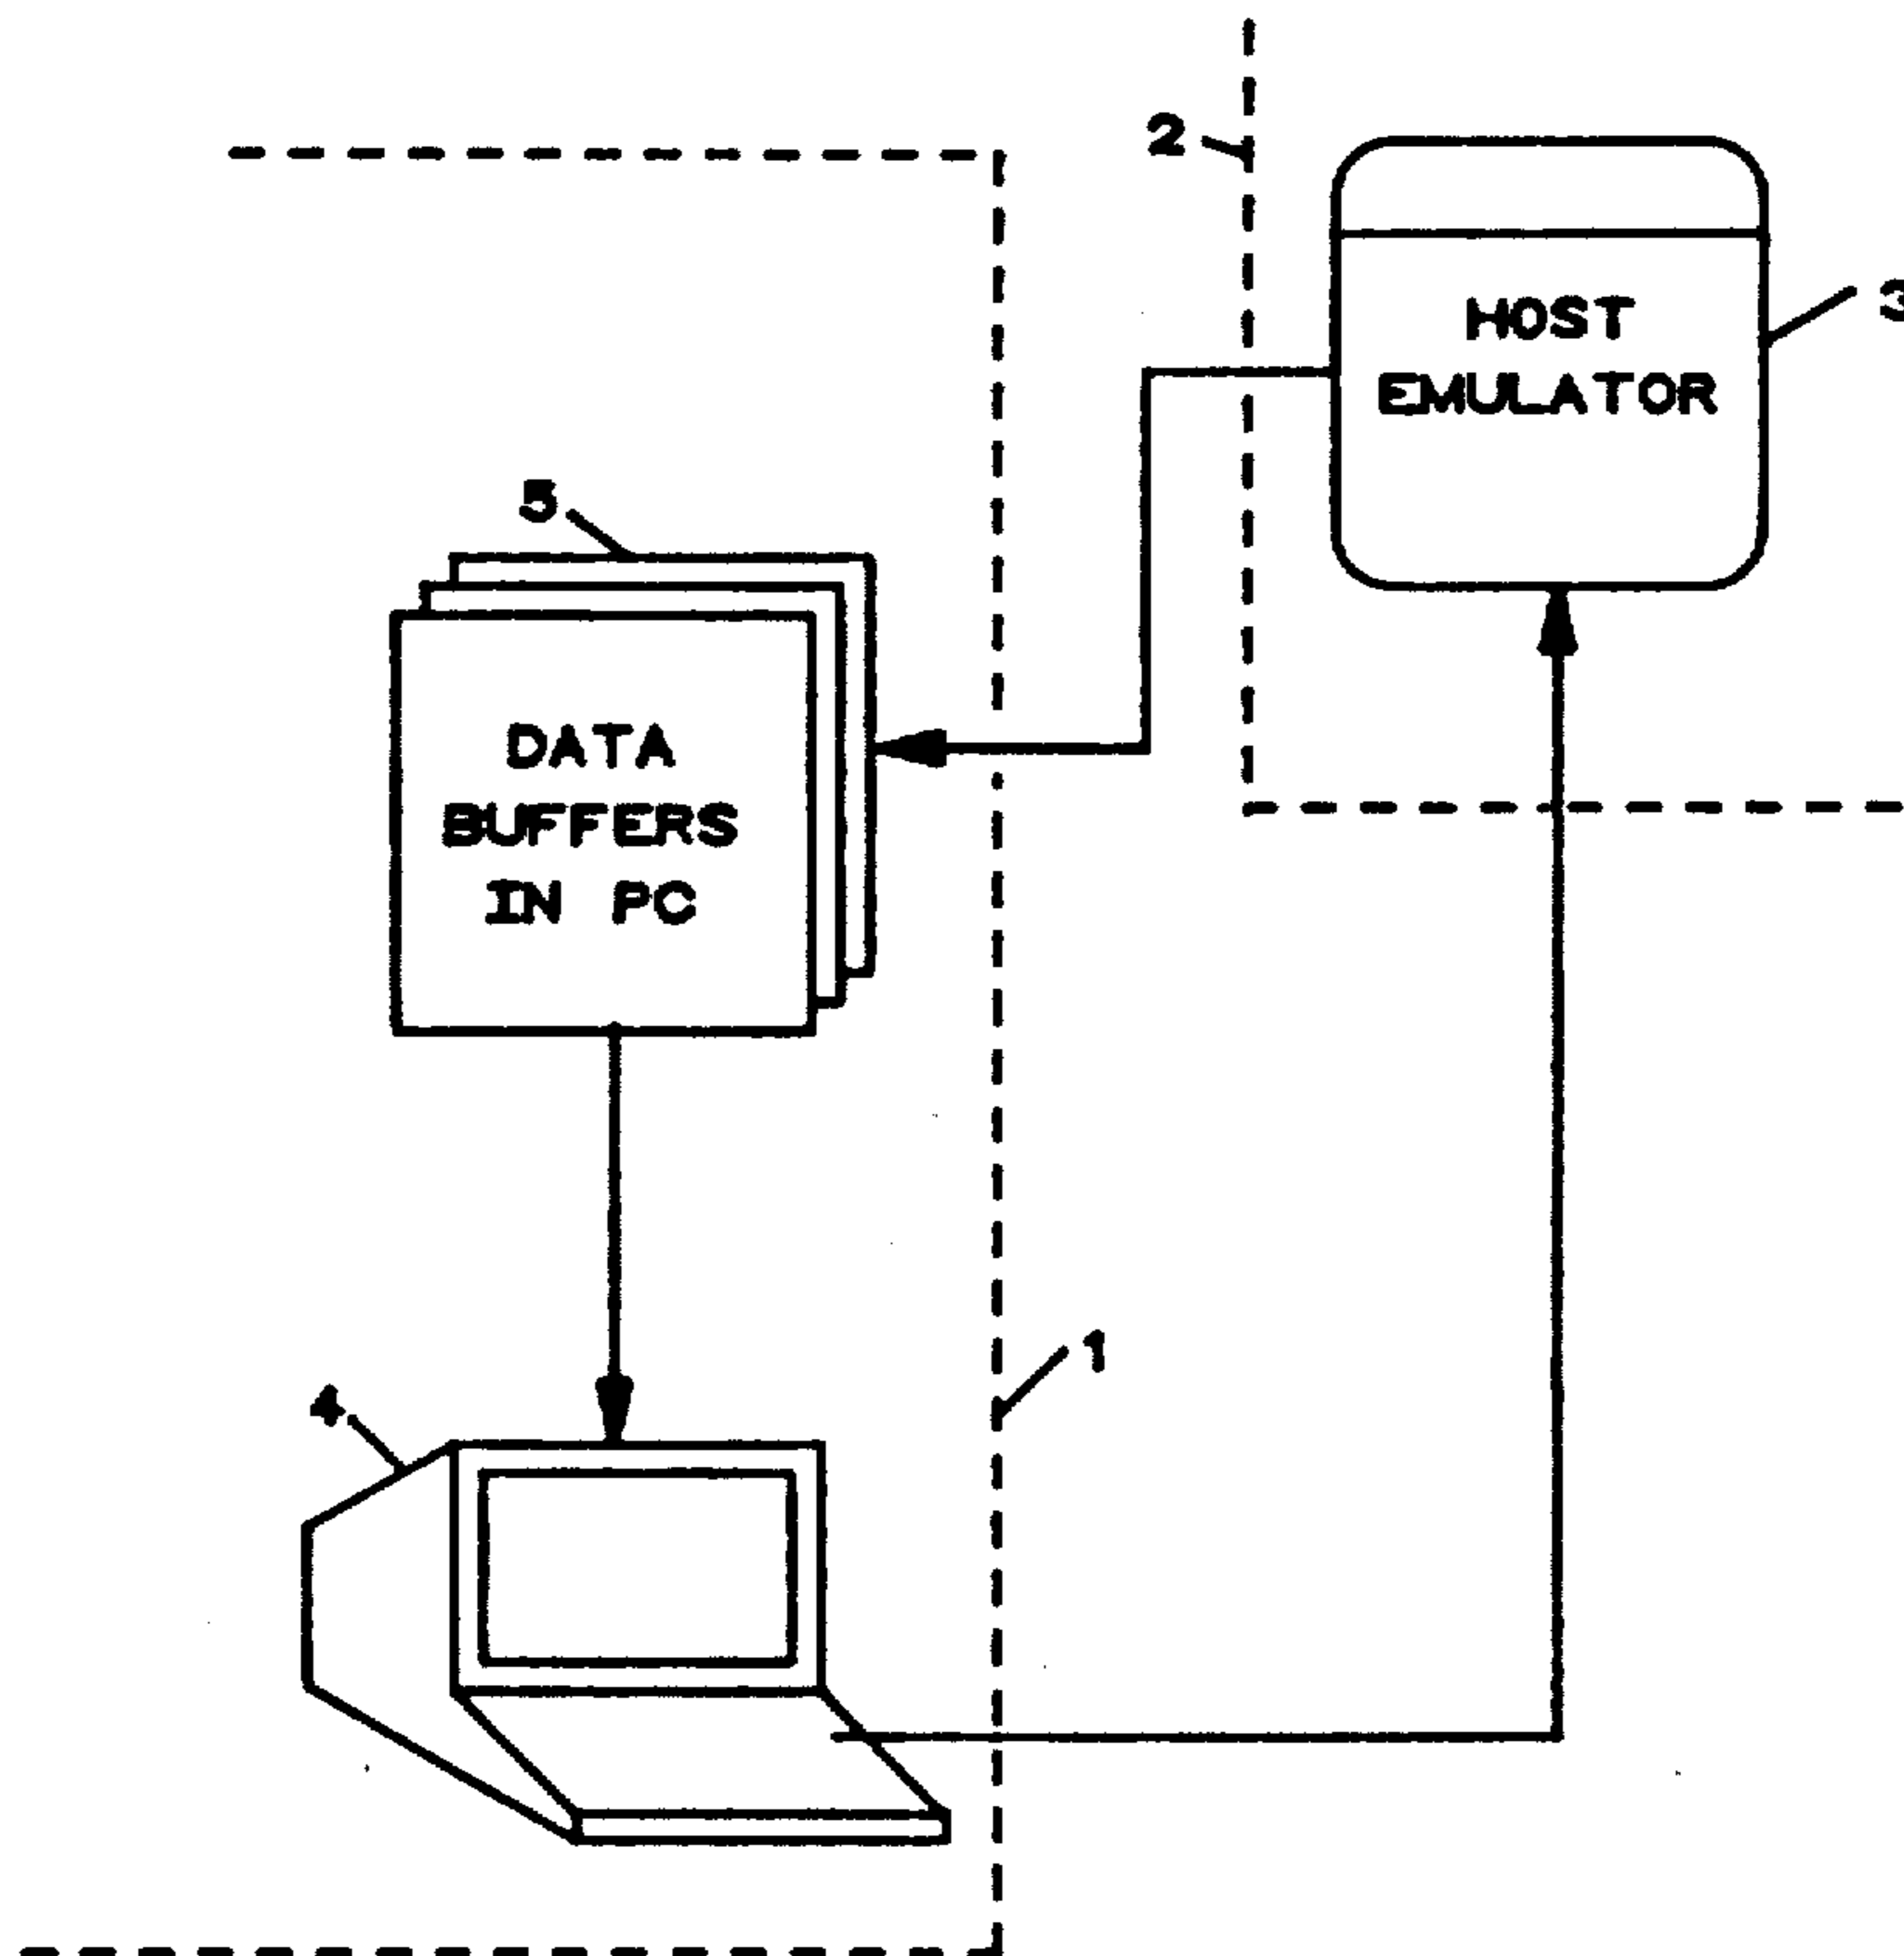 2
HOST
EMULATOR
3
5
DATA
BUFFERS
IN PC
1
4